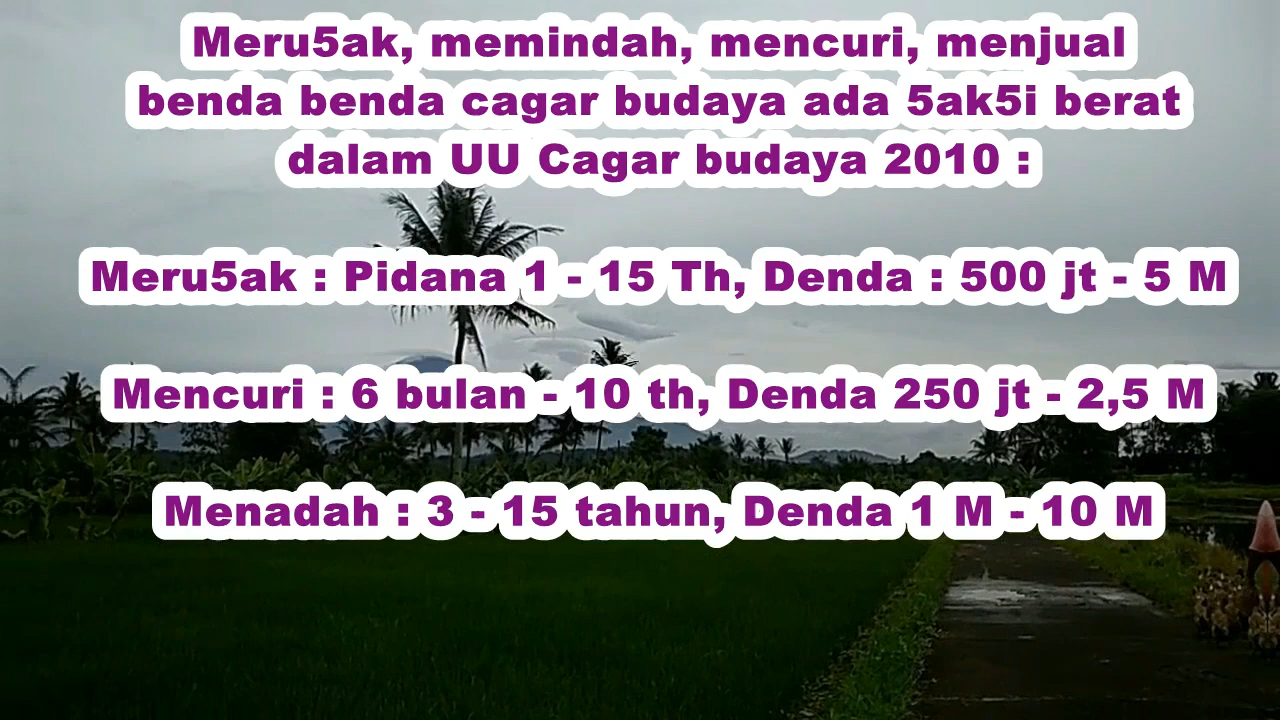 Meru5ak, memindah, mencuri, menjual
benda benda cagar budaya ada 5ak5i berat
dalam UU Cagar budaya 2010 :
Meru5ak : Pidana 1 - 15 Th, Denda : 500 jt - 5 M
Mencuri : 6 bulan - 10 th, Denda 250 jt - 2,5 M
Menadah : 3 - 15 tahun, Denda 1 M - 10 M